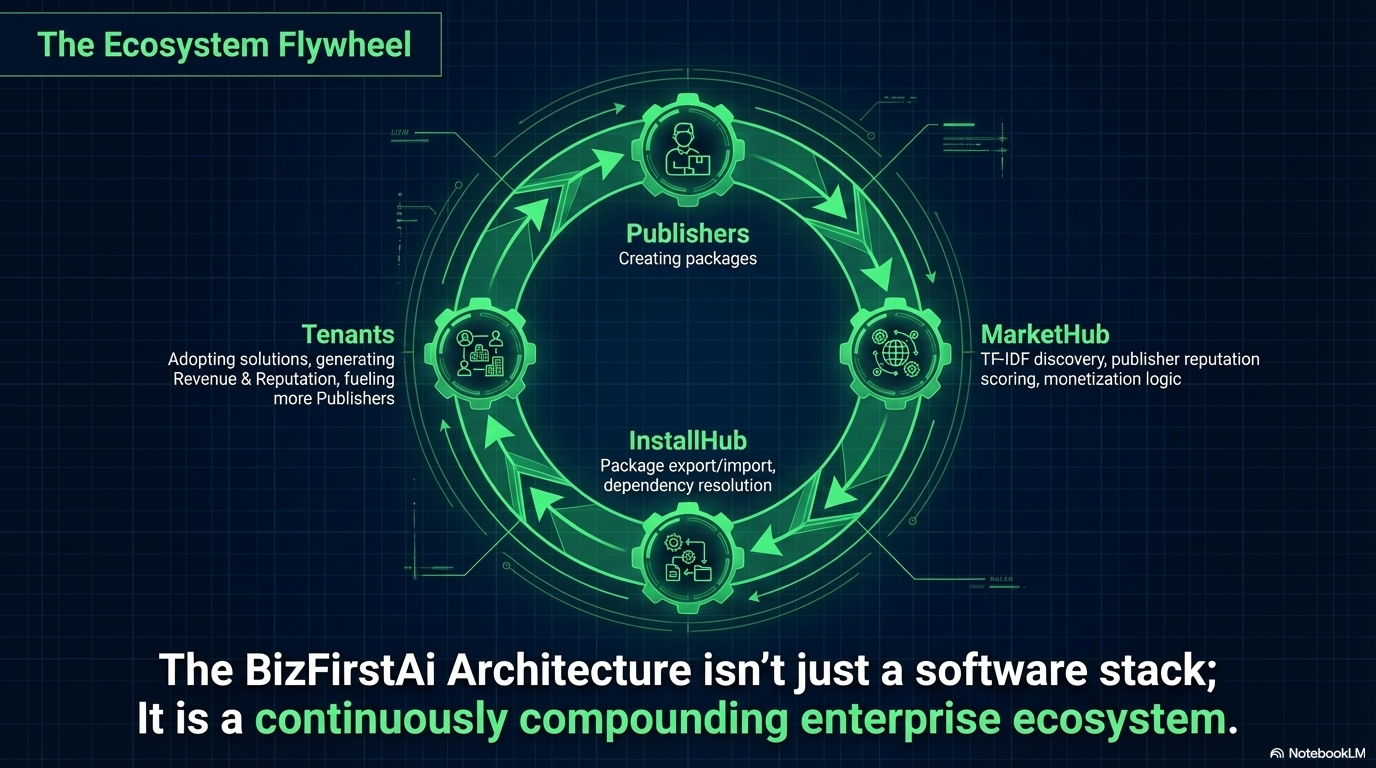 The Ecosystem Flywheel
Publishers
Creating packages
Tenants
Adopting solutions, generating
Revenue & Reputation, fueling
more Publishers
MarketHub
TF-IDF discovery, publisher reputation
scoring, monetization logic
InstallHub
Package export/import,
dependency resolution
The BizFirstAi Architecture isn't just a software stack;
It is a continuously compounding enterprise ecosystem.
NotebookLM